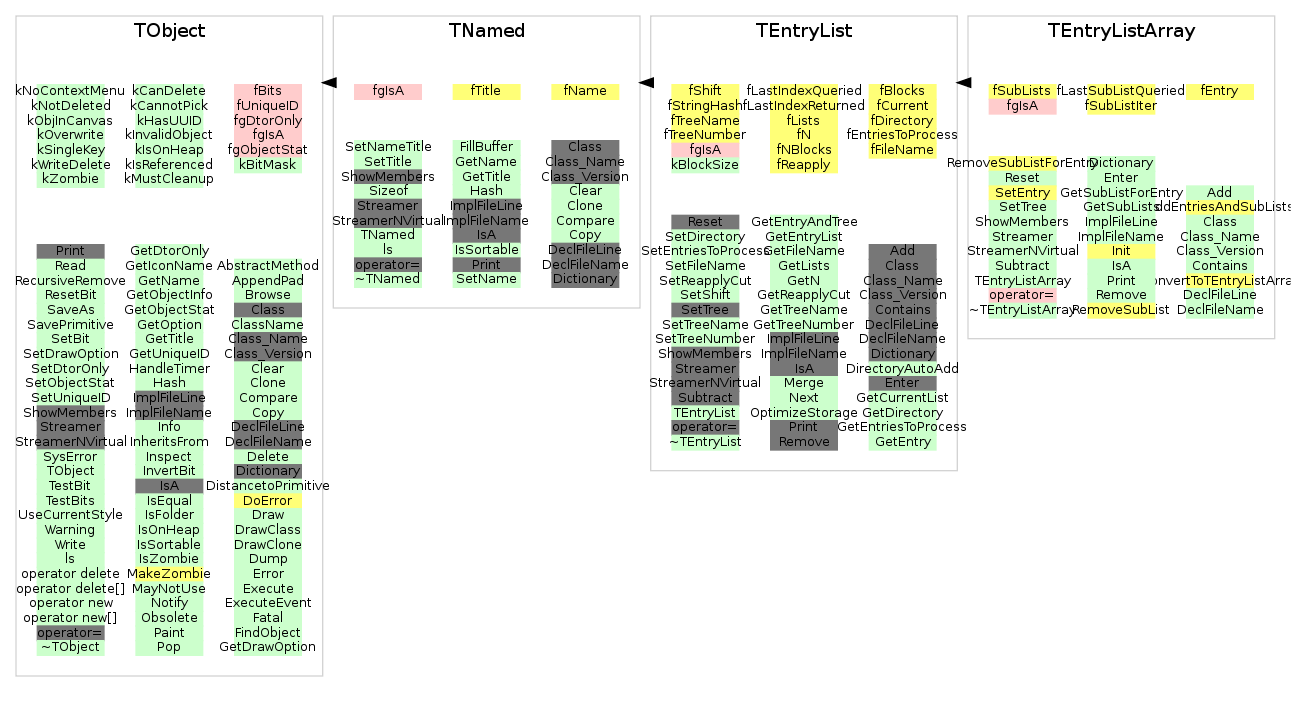 TObject
kNoContextMenu
kNotDeleted
kObjInCanvas
kOverwrite
kSingleKey
kWriteDelete
kZombie
kCanDelete
kCannotPick
kHasUUID
kInvalidObject
kIsOnHeap
kIsReferenced
kMustCleanup
fBits
fUniqueID
fgDtorOnly
fgIsA
fgObjectStat
kBitMask
Print
Read
RecursiveRemove
ResetBit
SaveAs
SavePrimitive
SetBit
SetDrawOption
SetDtorOnly
SetObjectStat
SetUniqueID
ShowMembers
Streamer
StreamerNVirtual
SysError
TObject
TestBit
TestBits
UseCurrentStyle
Warning
Write
ls
operator delete
operator delete[]
operator new
operator new[]
operator=
~TObject
GetDtorOnly
GetIconName
GetName
GetObjectInfo
GetObjectStat
GetOption
GetTitle
GetUniqueID
HandleTimer
Hash
ImplFileLine
ImplFileName
Info
InheritsFrom
Inspect
InvertBit
IsA
IsEqual
IsFolder
IsOnHeap
IsSortable
IsZombie
MakeZombie
MayNotUse
Notify
Obsolete
Paint
Pop
AbstractMethod
AppendPad
Browse
Class
ClassName
Class_Name
Class_Version
Clear
Clone
Compare
Copy
DeclFileLine
DeclFileName
Delete
Dictionary
DistancetoPrimitive
DoError
Draw
DrawClass
DrawClone
Dump
Error
Execute
ExecuteEvent
Fatal
FindObject
GetDrawOption
TNamed
fgIsA
fTitle
fName
SetNameTitle
SetTitle
ShowMembers
Sizeof
Streamer
StreamerNVirtual
TNamed
ls
operator=
~TNamed
FillBuffer
GetName
GetTitle
Hash
ImplFileLine
ImplFileName
IsA
IsSortable
Print
SetName
Class
Class_Name
Class_Version
Clear
Clone
Compare
Copy
DeclFileLine
DeclFileName
Dictionary
TEntryList
fShift
fStringHash
fTreeName
fTreeNumber
fgIsA
kBlockSize
fLastIndexQueried
fLastIndexReturned
fLists
fN
fNBlocks
fReapply
fBlocks
fCurrent
fDirectory
fEntriesToProcess
fFileName
Reset
SetDirectory
SetEntriesToProcess
SetFileName
SetReapplyCut
SetShift
SetTree
SetTreeName
SetTreeNumber
ShowMembers
Streamer
StreamerNVirtual
Subtract
TEntryList
operator=
~TEntryList
GetEntryAndTree
GetEntryList
GetFileName
GetLists
GetN
GetReapplyCut
GetTreeName
GetTreeNumber
ImplFileLine
ImplFileName
IsA
Merge
Next
OptimizeStorage
Print
Remove
Add
Class
Class_Name
Class_Version
Contains
DeclFileLine
DeclFileName
Dictionary
DirectoryAutoAdd
Enter
GetCurrentList
GetDirectory
GetEntriesToProcess
GetEntry
TEntryListArray
fSubLists
fgIsA
fLastSubListQueried
fSubListIter
fEntry
RemoveSubListForEntry
Reset
SetEntry
SetTree
ShowMembers
Streamer
StreamerNVirtual
Subtract
TEntryListArray
operator=
~TEntryListArray
Dictionary
Enter
GetSubListForEntry
GetSubLists
ImplFileLine
ImplFileName
Init
IsA
Print
Remove
RemoveSubList
Add
ddEntriesAndSubLists
Class
Class_Name
Class_Version
Contains
onvertToTEntryListArra
DeclFileLine
DeclFileName